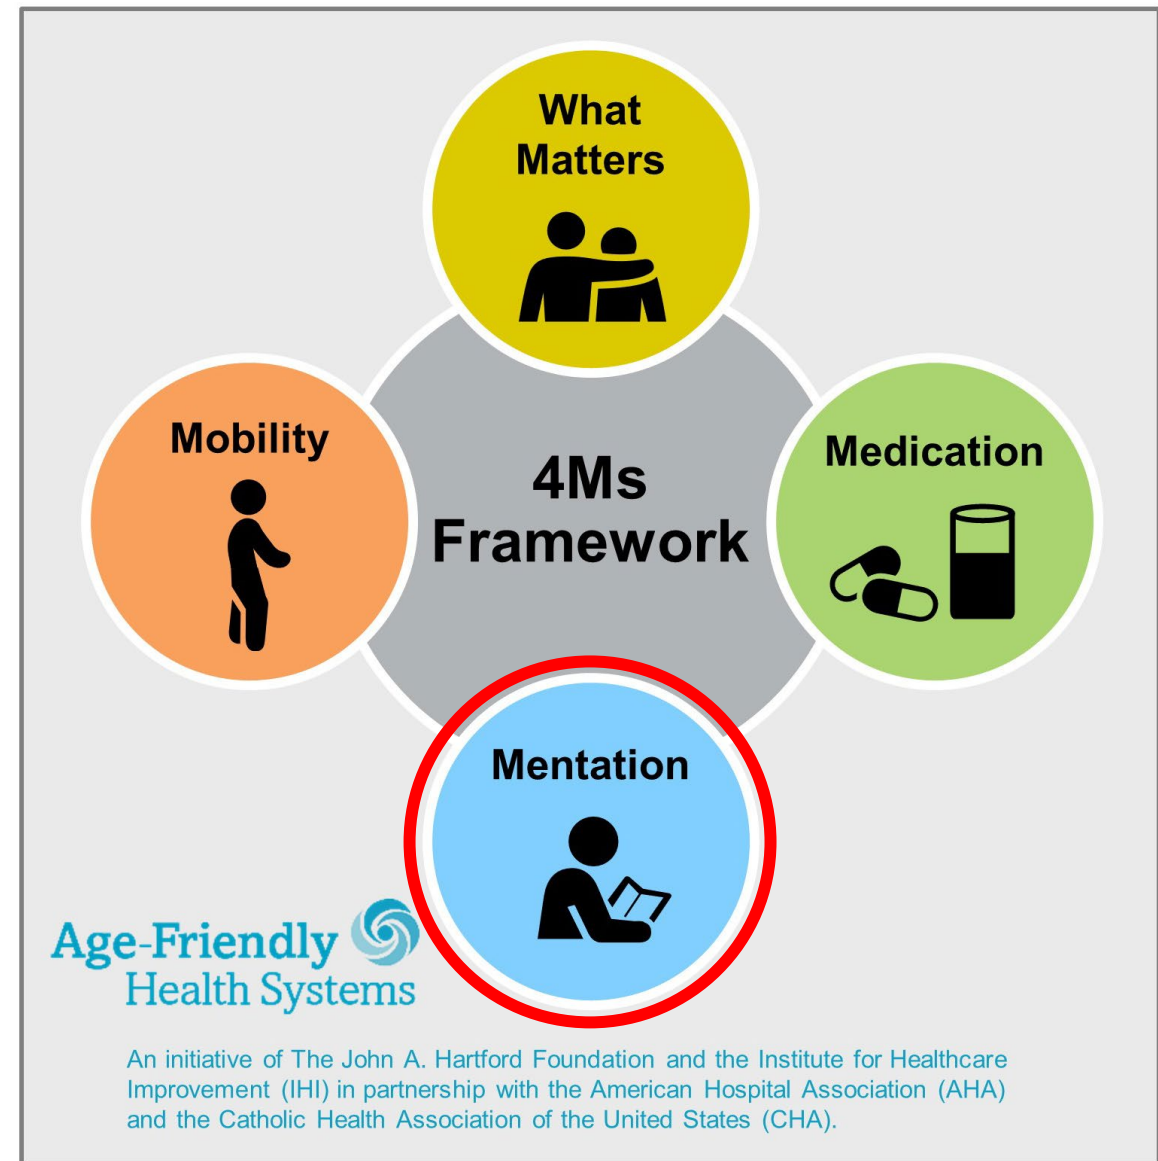 What
Matters
Mobility
4Ms
Framework
Medication
Mentation
Age-Friendly
Health Systems
An initiative of The John A. Hartford Foundation and the Institute for Healthcare
Improvement (IHI) in partnership with the American Hospital Association (AHA)
and the Catholic Health Association of the United States (CHA).